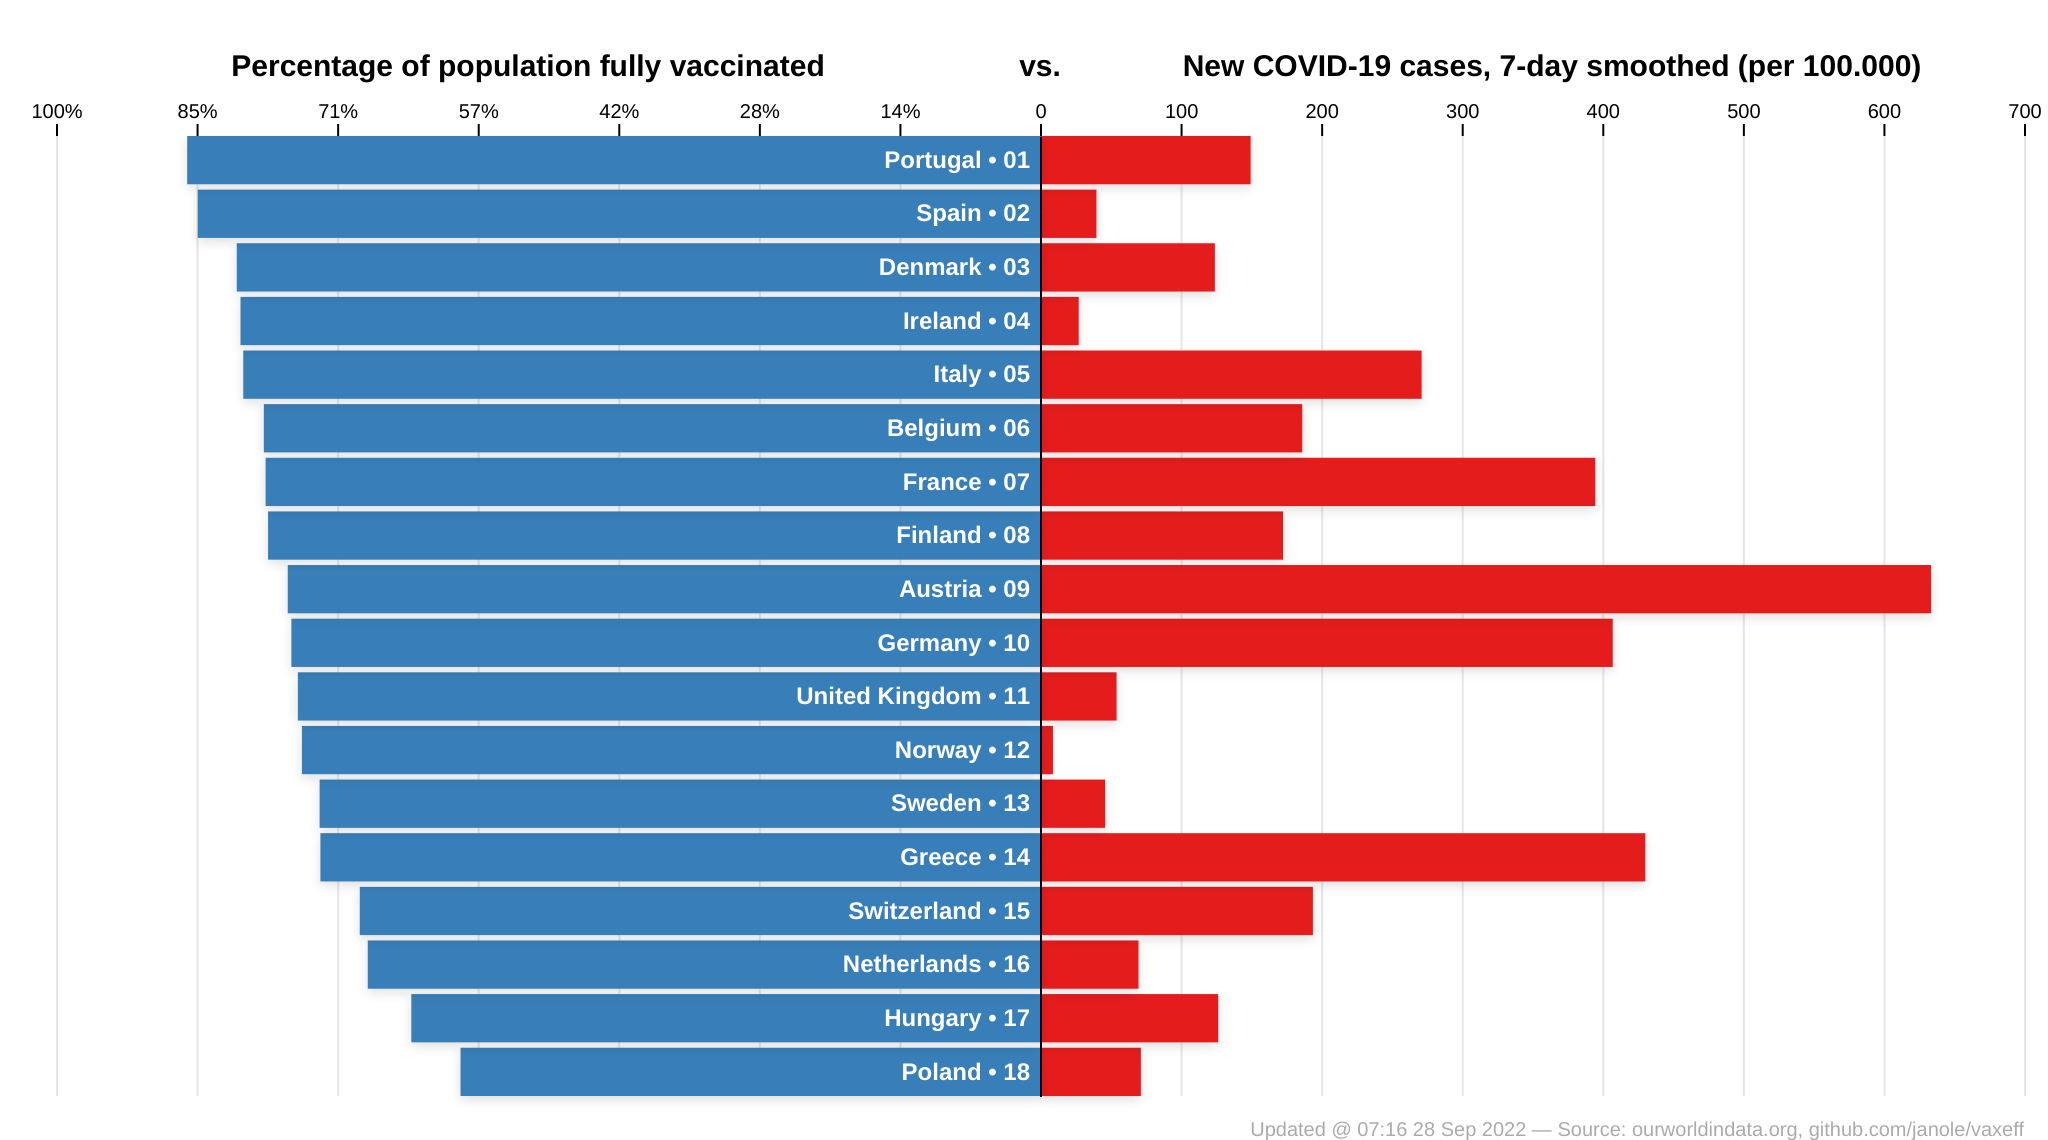 Percentage of population fully vaccinated vs. New COVID-19 cases, 7-day smoothed (per 100.000)
100% 85% 71% 57% 42% 28% 14% 0 100 200 300 400 500 600 700
Portugal • 01
Spain • 02
Denmark • 03
Ireland • 04
Italy • 05
Belgium • 06
France • 07
Finland • 08
Austria • 09
Germany • 10
United Kingdom • 11
Norway • 12
Sweden • 13
Greece • 14
Switzerland • 15
Netherlands • 16
Hungary • 17
Poland • 18
Updated @ 07:16 28 Sep 2022 — Source: ourworldindata.org, github.com/janole/vaxeff